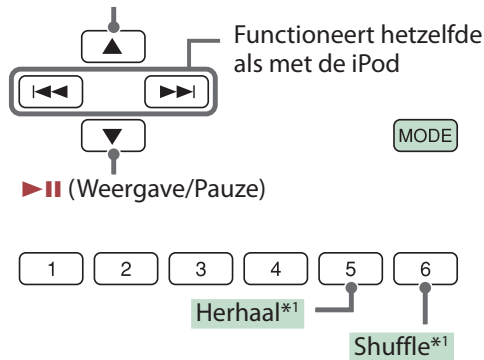 Functioneert hetzelfde
als met de iPod
MODE
(Weergave/Pauze)
1 2 3 4 5 6
Herhaal*1
Shuffle*1